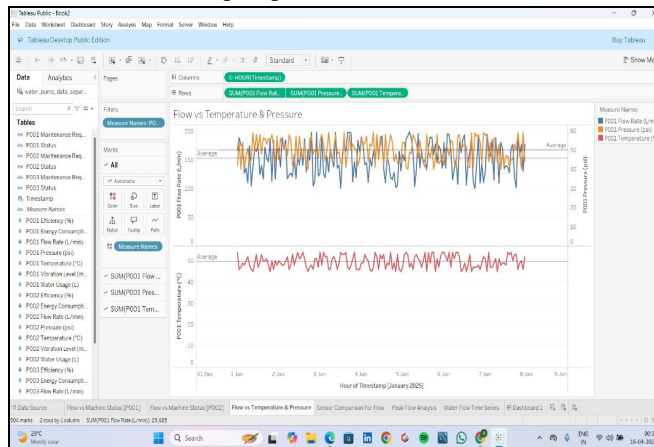 Tableau Public - Book2
File Data Worksheet Dashboard Story Analysis Map Format Server Window Help
Tableau Desktop Public Edition
Buy Tableau
Standard
Show Me
Data Analytics
Pages
Columns
HOUR(Timestamp)
water_pump_data_separ..
Rows
SUM(P001 Flow Rat.. SUM(P001 Pressure.. SUM(P001 Tempera..
Search
Filters
Measure Names: P0..
Tables
P001 Maintenance Req...
P001 Status
P002 Maintenance Req...
P002 Status
P003 Maintenance Req...
P003 Status
Timestamp
Measure Names
P001 Efficiency (%)
P001 Energy Consumpti...
P001 Flow Rate (L/min)
P001 Pressure (psi)
P001 Temperature (°C)
P001 Vibration Level (m...
P001 Water Usage (L)
P002 Efficiency (%)
P002 Energy Consumpti...
P002 Flow Rate (L/min)
P002 Pressure (psi)
P002 Temperature (°C)
P002 Vibration Level (m...
P002 Water Usage (L)
P003 Efficiency (%)
P003 Energy Consumpti...
P003 Flow Rate (L/min)
Marks
All
Automatic
Color Size Label
Detail Tooltip Path
Measure Names
SUM(P001 Flow ...
SUM(P001 Pres...
SUM(P001 Tem...
Flow vs Temperature & Pressure
P001 Flow Rate (L/min)
200
150
100
50
0
Average
Average
60
50
40
30
20
10
0
P001 Pressure (psi)
P001 Temperature (°C)
Average
50
40
30
20
10
0
31 Dec 1 Jan 2 Jan 3 Jan 4 Jan 5 Jan 6 Jan 7 Jan 8 Jan 9 Jan
Hour of Timestamp [January 2025]
Measure Names
P001 Flow Rate (L/m
P001 Pressure (psi)
P001 Temperature (°
Data Source Flow vs Machine Status [P001] Flow vs Machine Status [P002] Flow vs Temperature & Pressure Sensor Comparison For Flow Peak Flow Analysis Water Flow Time Series Dashboard 1
504 marks 2 rows by 1 column SUM(P001 Flow Rate (L/min)): 25,685
29°C
Mostly clear
Search
ENG
IN
16-04-2